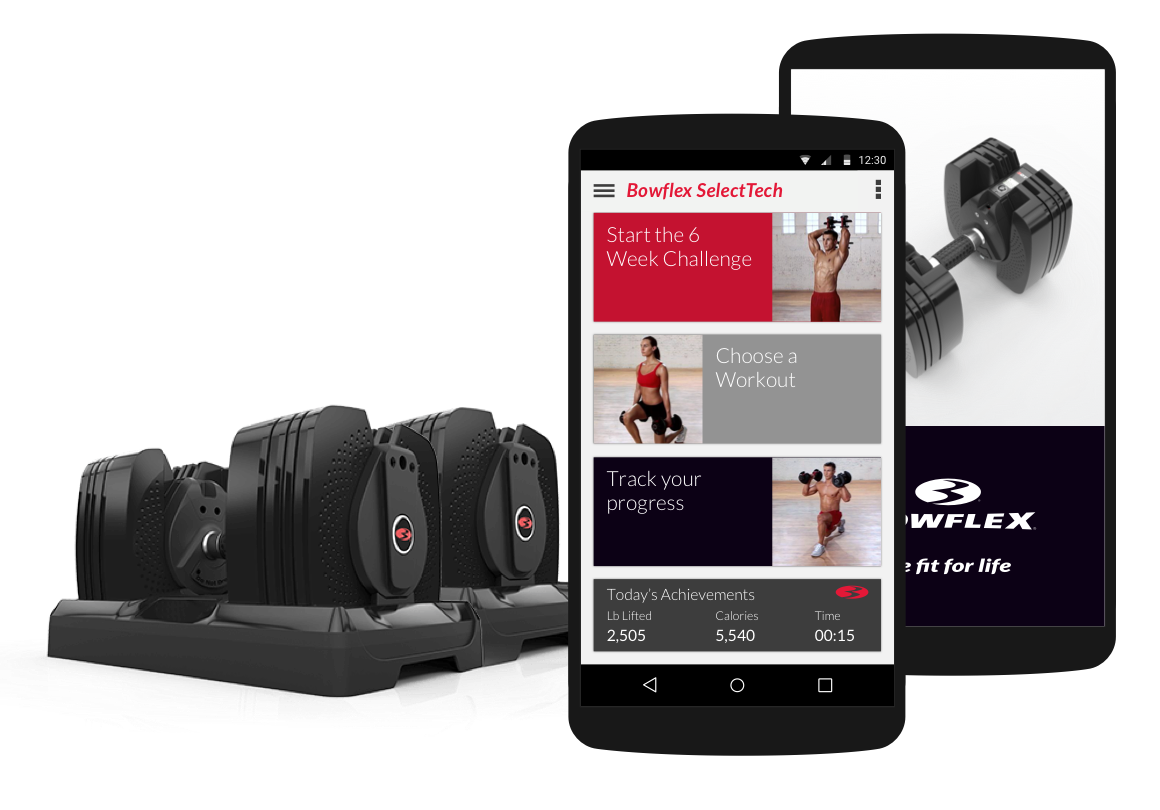 12:30
Bowflex SelectTech
Start the 6
Week Challenge
Choose a
Workout
Track your
progress
Today's Achievements
Lb Lifted Calories Time
2,505 5,540 00:15
OWFLEX
e fit for life